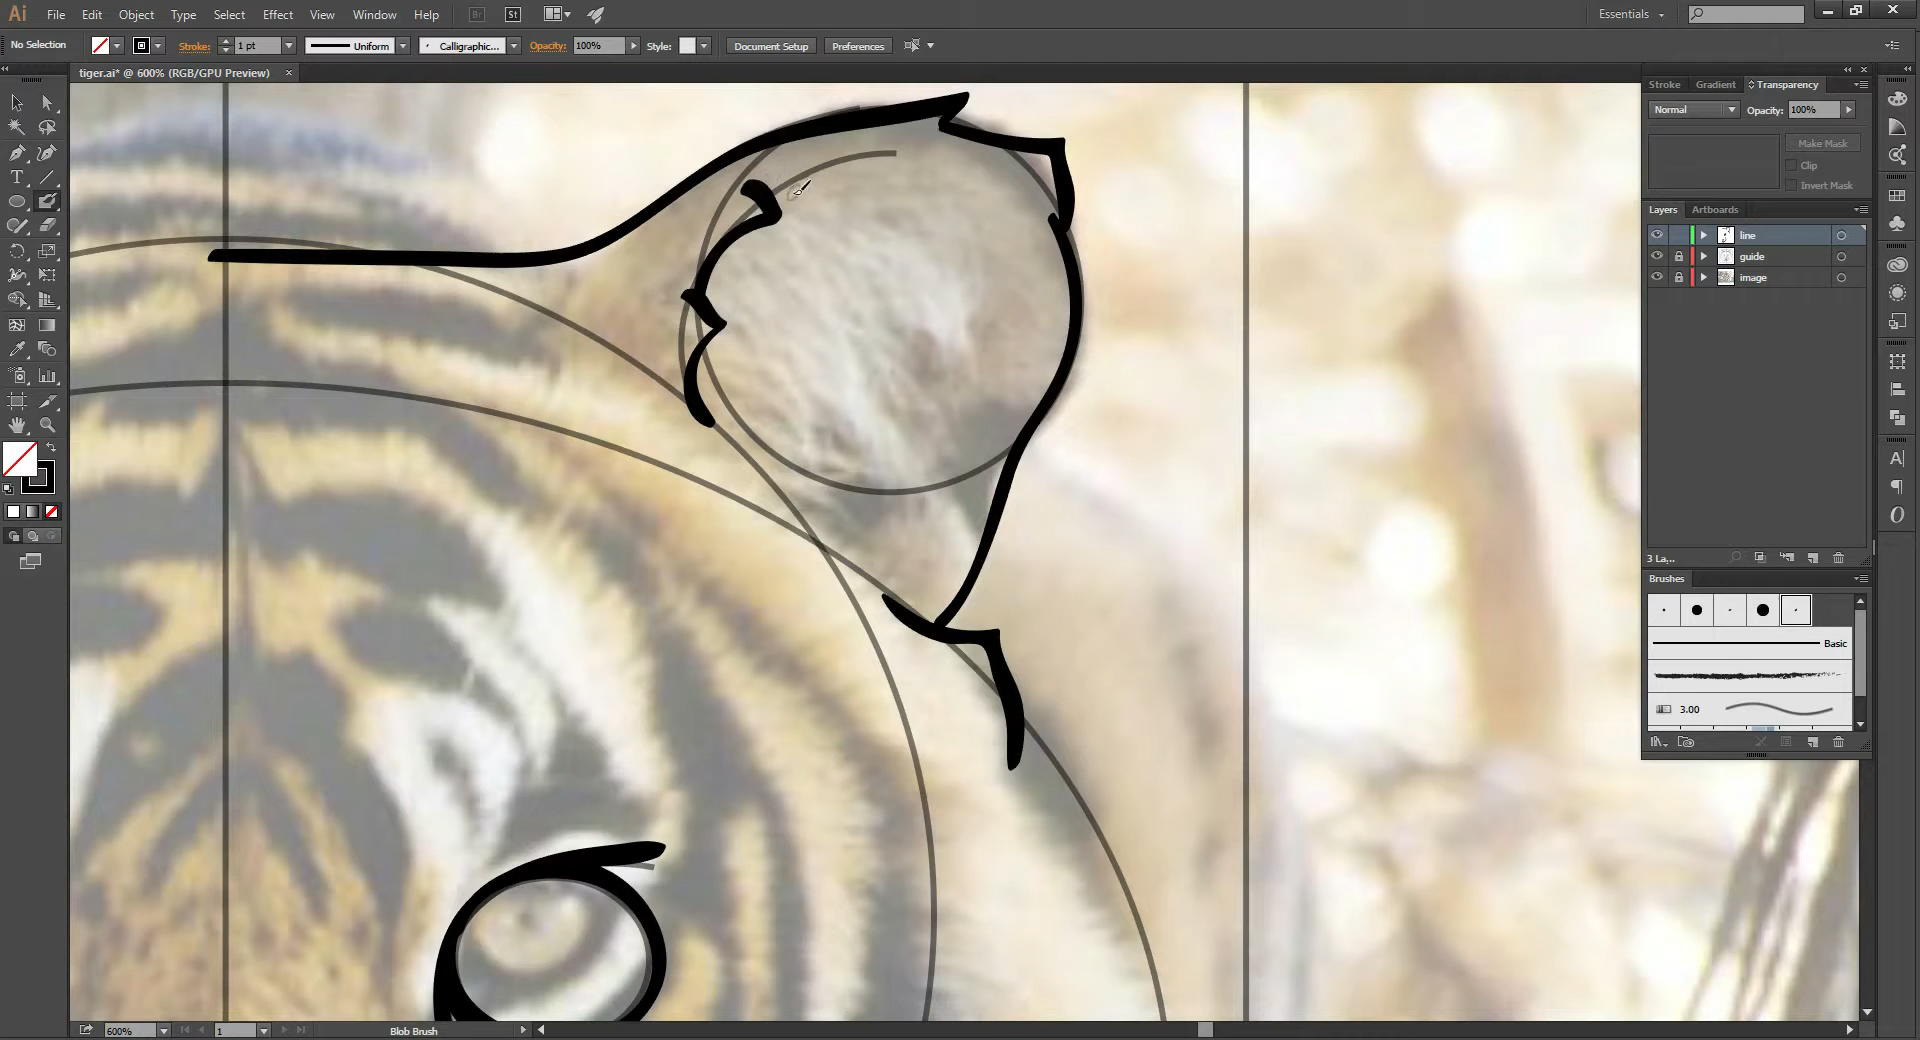 Ai File Edit Object Type Select Effect View Window Help Br St Essentials
No Selection Stroke: 1 pt Uniform Calligraphic... Opacity: 100% Style: Document Setup Preferences
tiger.ai* @ 600% (RGB/GPU Preview)
Stroke Gradient Transparency
Normal Opacity: 100%
Make Mask
Clip
Invert Mask
Layers Artboards
line
guide
image
3 La...
Brushes
Basic
3.00
600% 1 Blob Brush